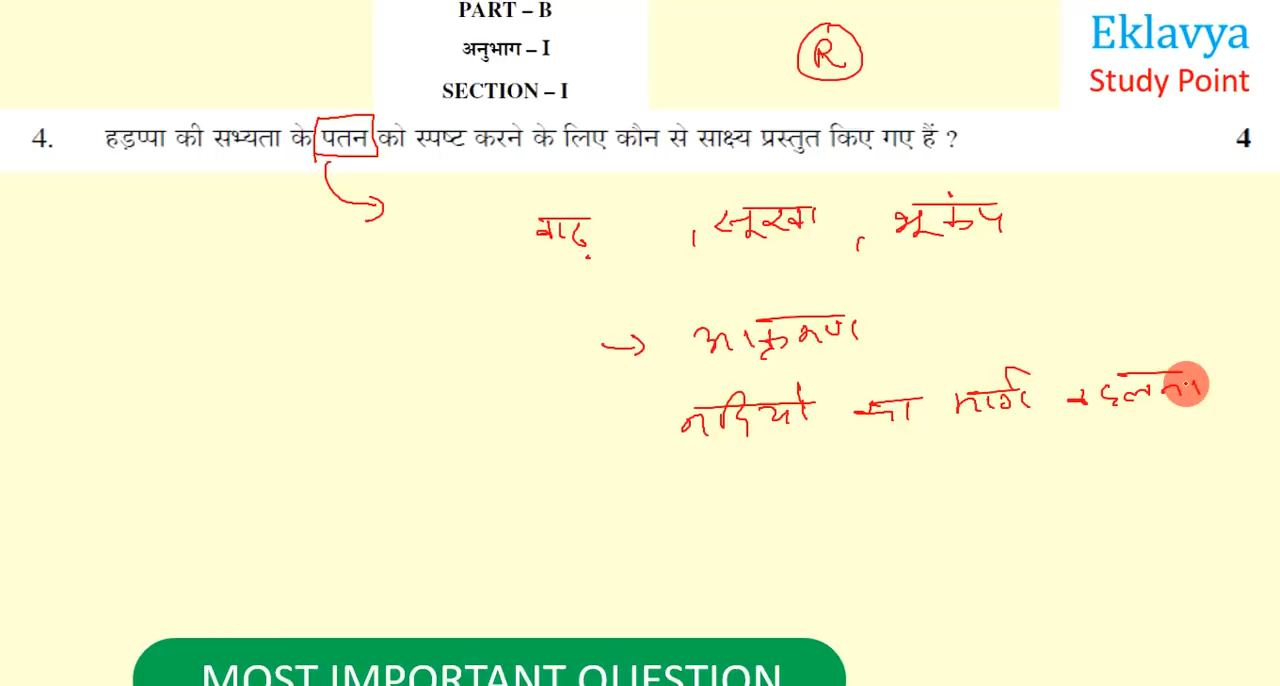 PART – B
अनुभाग – I
SECTION – I
R
Eklavya
Study Point
4. हड़प्पा की सभ्यता के पतन को स्पष्ट करने के लिए कौन से साक्ष्य प्रस्तुत किए गए हैं ? 4
बाढ़ , सूखा , भूकंप
→ आक्रमण
नदियों का मार्ग बदलना
MOST IMPORTANT QUESTION